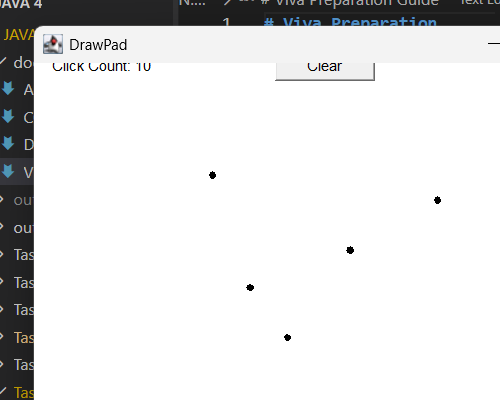 JAVA 4
# Viva Preparation Guide
JAVA
1 # Viva Preparation
DrawPad
doc
Click Count: 10
Clear
A
C
D
V
out
out
Tas
Tas
Tas
Tas
Tas
Tas